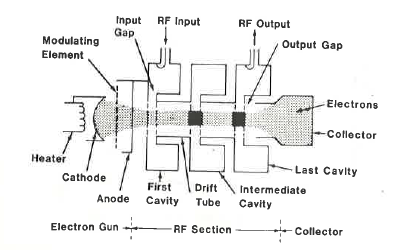 Input
Gap
RF Input
RF Output
Modulating
Element
Output Gap
Electrons
Collector
Heater
Cathode
Anode
First
Cavity
Drift
Tube
Intermediate
Cavity
Last Cavity
Electron Gun
RF Section
Collector